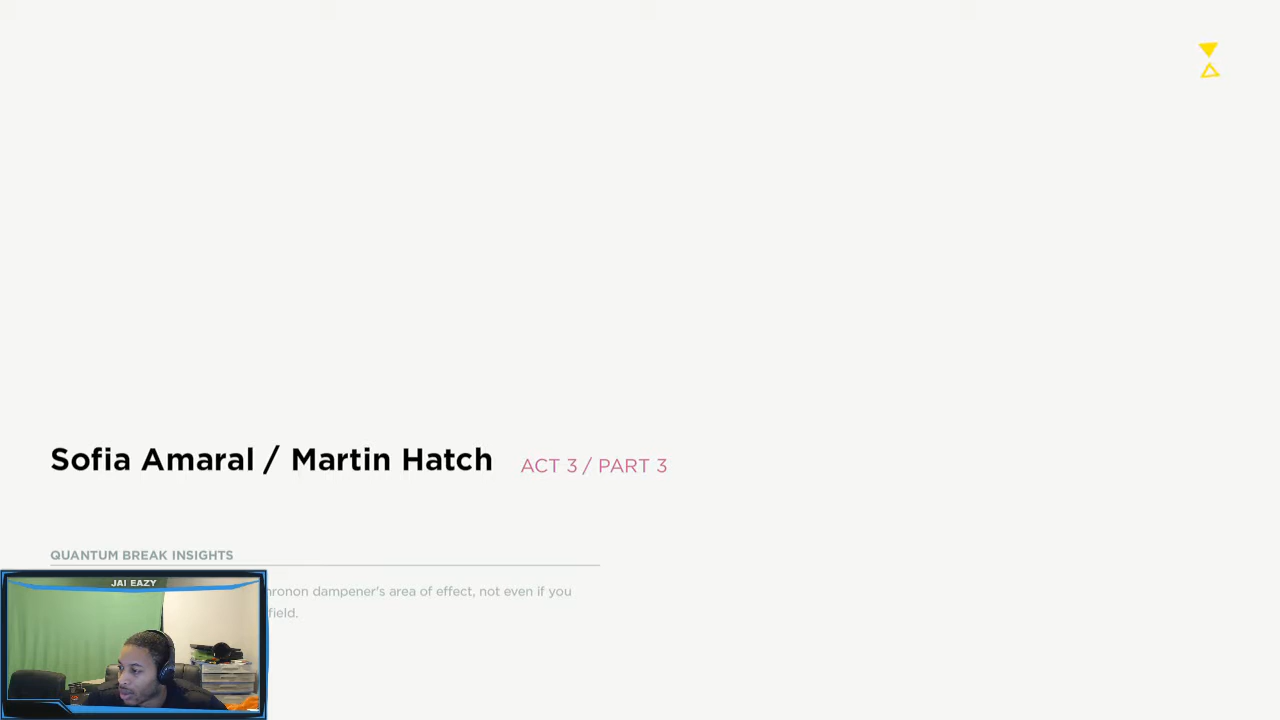 Sofia Amaral / Martin Hatch ACT 3 / PART 3
QUANTUM BREAK INSIGHTS
dampener's area of effect, not even if you
field.
JAI EAZY